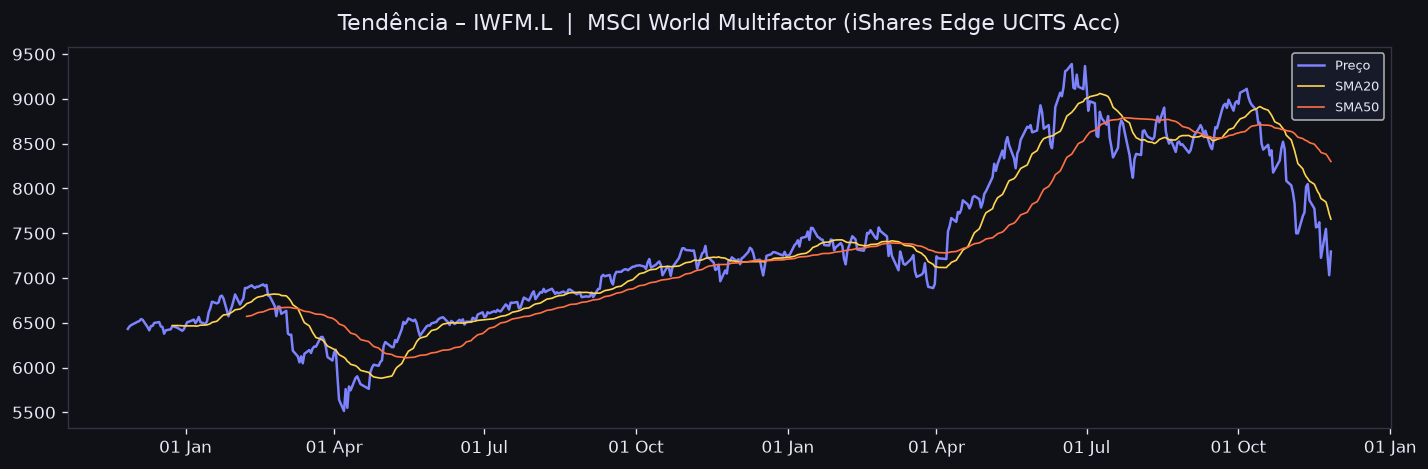 Tendência – IWFM.L | MSCI World Multifactor (iShares Edge UCITS Acc)
9500
9000
8500
8000
7500
7000
6500
6000
5500
Preço
SMA20
SMA50
01 Jan 01 Apr 01 Jul 01 Oct 01 Jan 01 Apr 01 Jul 01 Oct 01 Jan